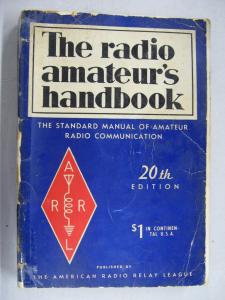 The radio
amateur's
handbook
THE STANDARD MANUAL OF AMATEUR
RADIO COMMUNICATION
20th
EDITION
A
R R
L
$1 IN CONTINEN-
TAL U.S.A.
PUBLISHED BY
THE AMERICAN RADIO RELAY LEAGUE